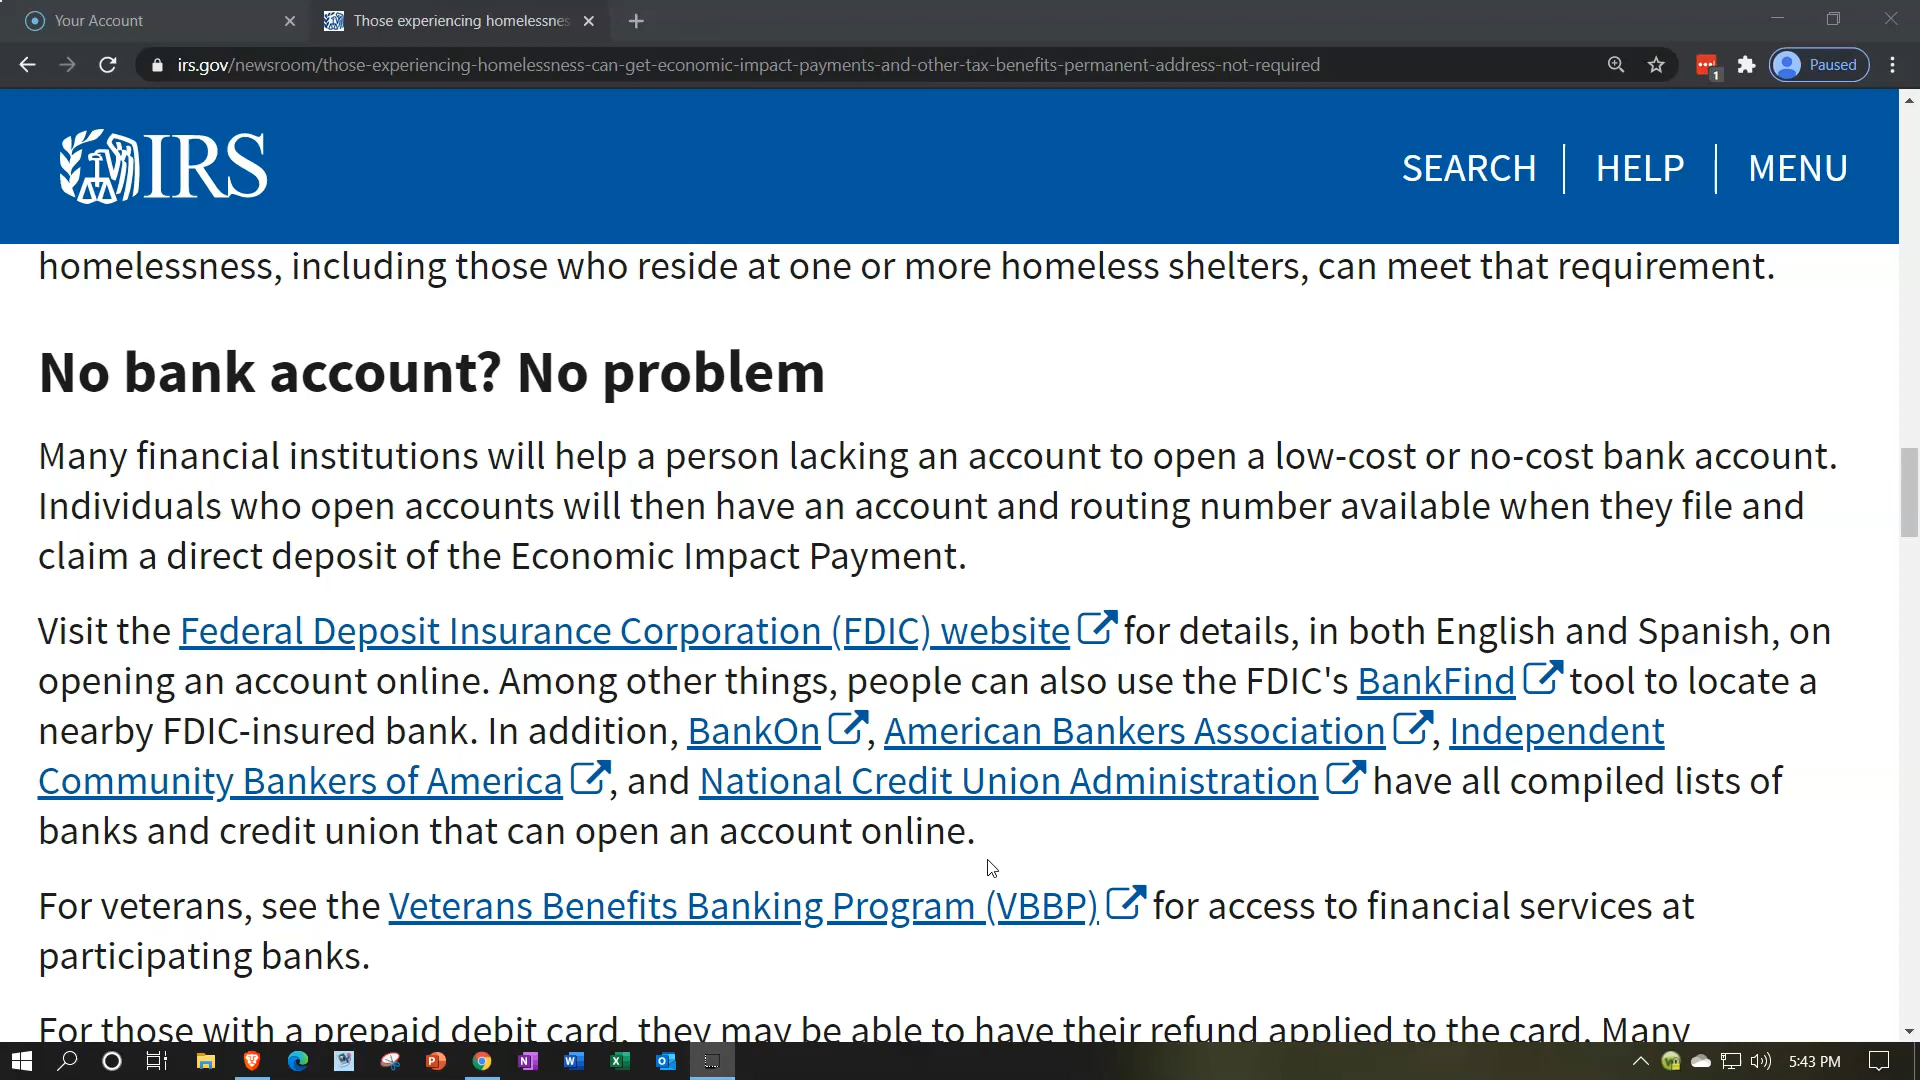 Your Account
Those experiencing homelessnes
irs.gov/newsroom/those-experiencing-homelessness-can-get-economic-impact-payments-and-other-tax-benefits-permanent-address-not-required
1
Paused
IRS
SEARCH
HELP
MENU
homelessness, including those who reside at one or more homeless shelters, can meet that requirement.
No bank account? No problem
Many financial institutions will help a person lacking an account to open a low-cost or no-cost bank account.
Individuals who open accounts will then have an account and routing number available when they file and
claim a direct deposit of the Economic Impact Payment.
Visit the Federal Deposit Insurance Corporation (FDIC) website for details, in both English and Spanish, on
opening an account online. Among other things, people can also use the FDIC's BankFind tool to locate a
nearby FDIC-insured bank. In addition, BankOn, American Bankers Association, Independent
Community Bankers of America, and National Credit Union Administration have all compiled lists of
banks and credit union that can open an account online.
For veterans, see the Veterans Benefits Banking Program (VBBP) for access to financial services at
participating banks.
For those with a prepaid debit card, they may be able to have their refund applied to the card. Many
5:43 PM